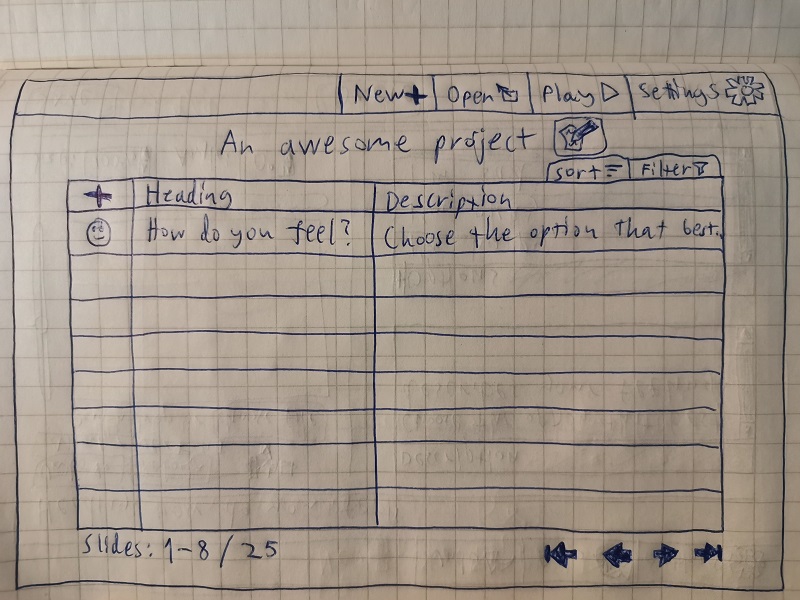 New Open Play Settings
An awesome project
Sort Filter
Heading Description
How do you feel? Choose the option that best..
Slides: 1-8 / 25